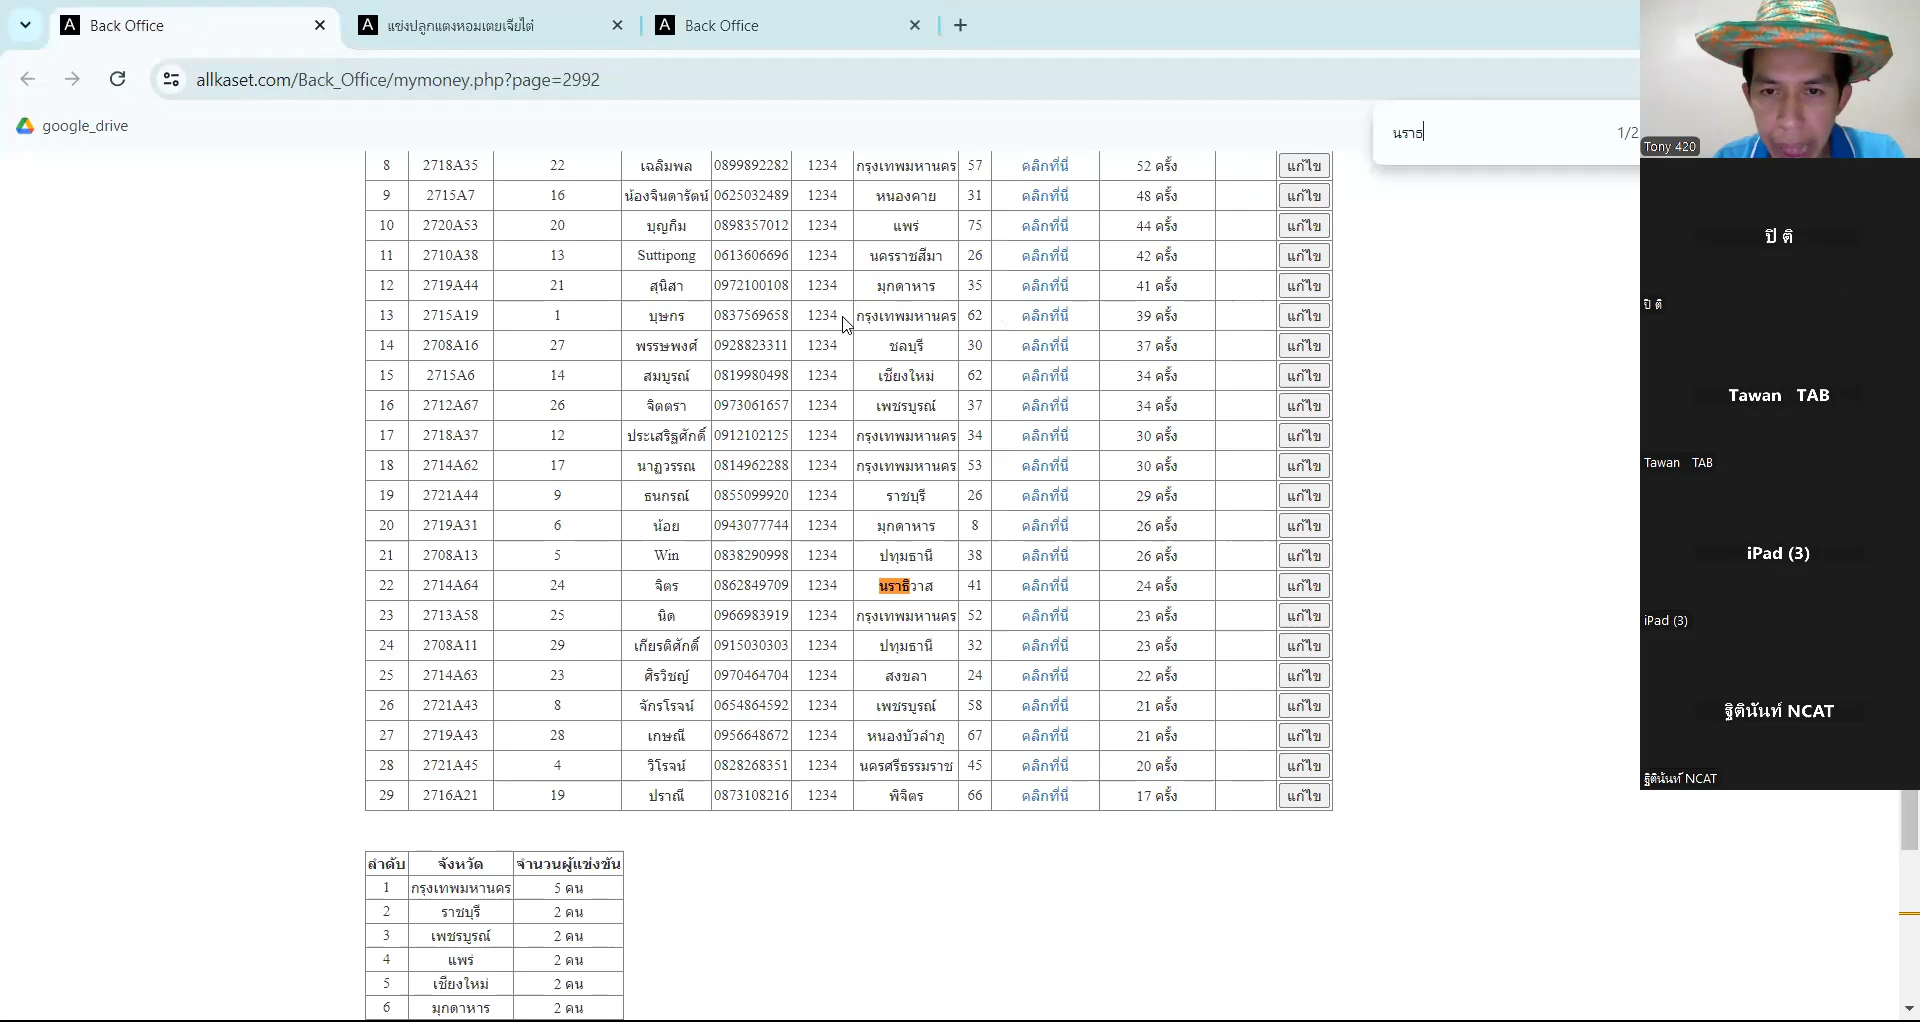 Back Office
แข่งปลูกแตงหอมเตยเจียไต๋
Back Office
allkaset.com/Back_Office/mymoney.php?page=2992
google_drive
นราธ 1/2
8 2718A35 22 เฉลิมพล 0899892282 1234 กรุงเทพมหานคร 57 คลิกที่นี่ 52 ครั้ง แก้ไข
9 2715A7 16 น้องจินดารัตน์ 0625032489 1234 หนองคาย 31 คลิกที่นี่ 48 ครั้ง แก้ไข
10 2720A53 20 บุญกิม 0898357012 1234 แพร่ 75 คลิกที่นี่ 44 ครั้ง แก้ไข
11 2710A38 13 Suttipong 0613606696 1234 นครราชสีมา 26 คลิกที่นี่ 42 ครั้ง แก้ไข
12 2719A44 21 สุนิสา 0972100108 1234 มุกดาหาร 35 คลิกที่นี่ 41 ครั้ง แก้ไข
13 2715A19 1 บุษกร 0837569658 1234 กรุงเทพมหานคร 62 คลิกที่นี่ 39 ครั้ง แก้ไข
14 2708A16 27 พรรษพงศ์ 0928823311 1234 ชลบุรี 30 คลิกที่นี่ 37 ครั้ง แก้ไข
15 2715A6 14 สมบูรณ์ 0819980498 1234 เชียงใหม่ 62 คลิกที่นี่ 34 ครั้ง แก้ไข
16 2712A67 26 จิตตรา 0973061657 1234 เพชรบูรณ์ 37 คลิกที่นี่ 34 ครั้ง แก้ไข
17 2718A37 12 ประเสริฐศักดิ์ 0912102125 1234 กรุงเทพมหานคร 34 คลิกที่นี่ 30 ครั้ง แก้ไข
18 2714A62 17 นาฏวรรณ 0814962288 1234 กรุงเทพมหานคร 53 คลิกที่นี่ 30 ครั้ง แก้ไข
19 2721A44 9 ธนกรณ์ 0855099920 1234 ราชบุรี 26 คลิกที่นี่ 29 ครั้ง แก้ไข
20 2719A31 6 น้อย 0943077744 1234 มุกดาหาร 8 คลิกที่นี่ 26 ครั้ง แก้ไข
21 2708A13 5 Win 0838290998 1234 ปทุมธานี 38 คลิกที่นี่ 26 ครั้ง แก้ไข
22 2714A64 24 จิตร 0862849709 1234 นราธิวาส 41 คลิกที่นี่ 24 ครั้ง แก้ไข
23 2713A58 25 นิด 0966983919 1234 กรุงเทพมหานคร 52 คลิกที่นี่ 23 ครั้ง แก้ไข
24 2708A11 29 เกียรติศักดิ์ 0915030303 1234 ปทุมธานี 32 คลิกที่นี่ 23 ครั้ง แก้ไข
25 2714A63 23 ศิรวิชญ์ 0970464704 1234 สงขลา 24 คลิกที่นี่ 22 ครั้ง แก้ไข
26 2721A43 8 จักรโรจน์ 0654864592 1234 เพชรบูรณ์ 58 คลิกที่นี่ 21 ครั้ง แก้ไข
27 2719A43 28 เกษณี 0956648672 1234 หนองบัวลำภู 67 คลิกที่นี่ 21 ครั้ง แก้ไข
28 2721A45 4 วิโรจน์ 0828268351 1234 นครศรีธรรมราช 45 คลิกที่นี่ 20 ครั้ง แก้ไข
29 2716A21 19 ปราณี 0873108216 1234 พิจิตร 66 คลิกที่นี่ 17 ครั้ง แก้ไข
ลำดับ จังหวัด จำนวนผู้แข่งขัน
1 กรุงเทพมหานคร 5 คน
2 ราชบุรี 2 คน
3 เพชรบูรณ์ 2 คน
4 แพร่ 2 คน
5 เชียงใหม่ 2 คน
6 มุกดาหาร 2 คน
Tony 420
ปิ ติ
ปิ ติ
Tawan TAB
Tawan TAB
iPad (3)
iPad (3)
ฐิตินันท์ NCAT
ฐิตินันท์ NCAT